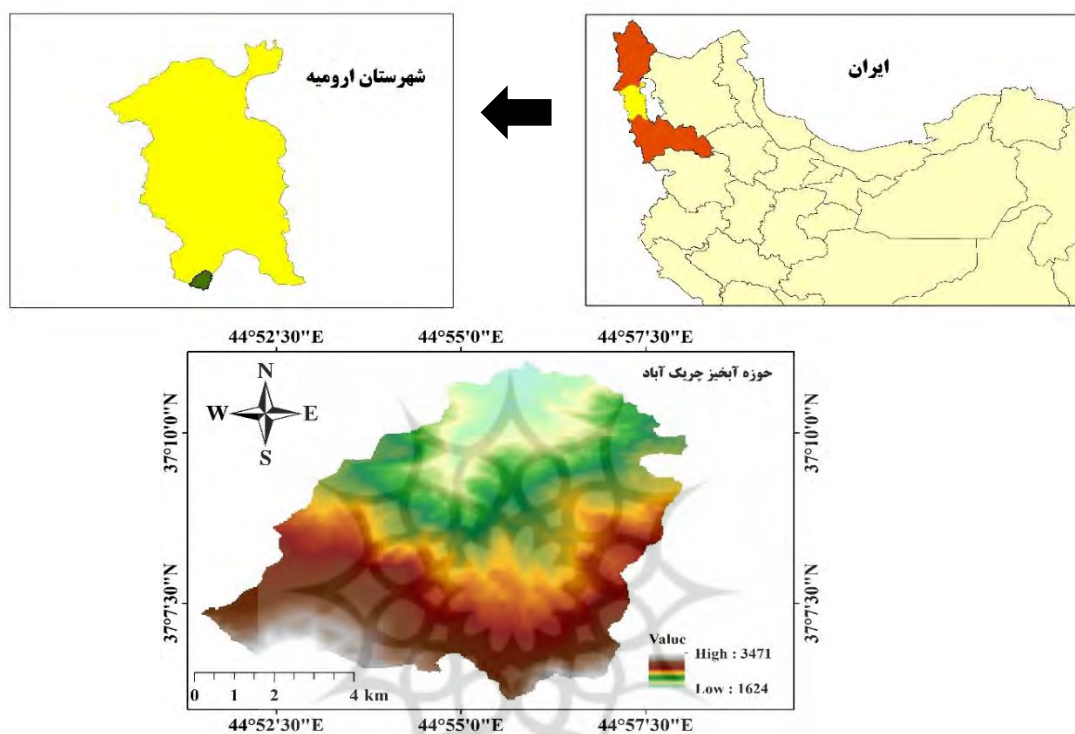 شهرستان ارومیه
ایران
44°52'30"E
44°55'0"E
44°57'30"E
حوزه آبخیز چریک آباد
N
W E
S
37°10'0"N
37°10'0"N
37°7'30"N
37°7'30"N
Value
High : 3471
Low : 1624
0 1 2 4 km
44°52'30"E
44°55'0"E
44°57'30"E